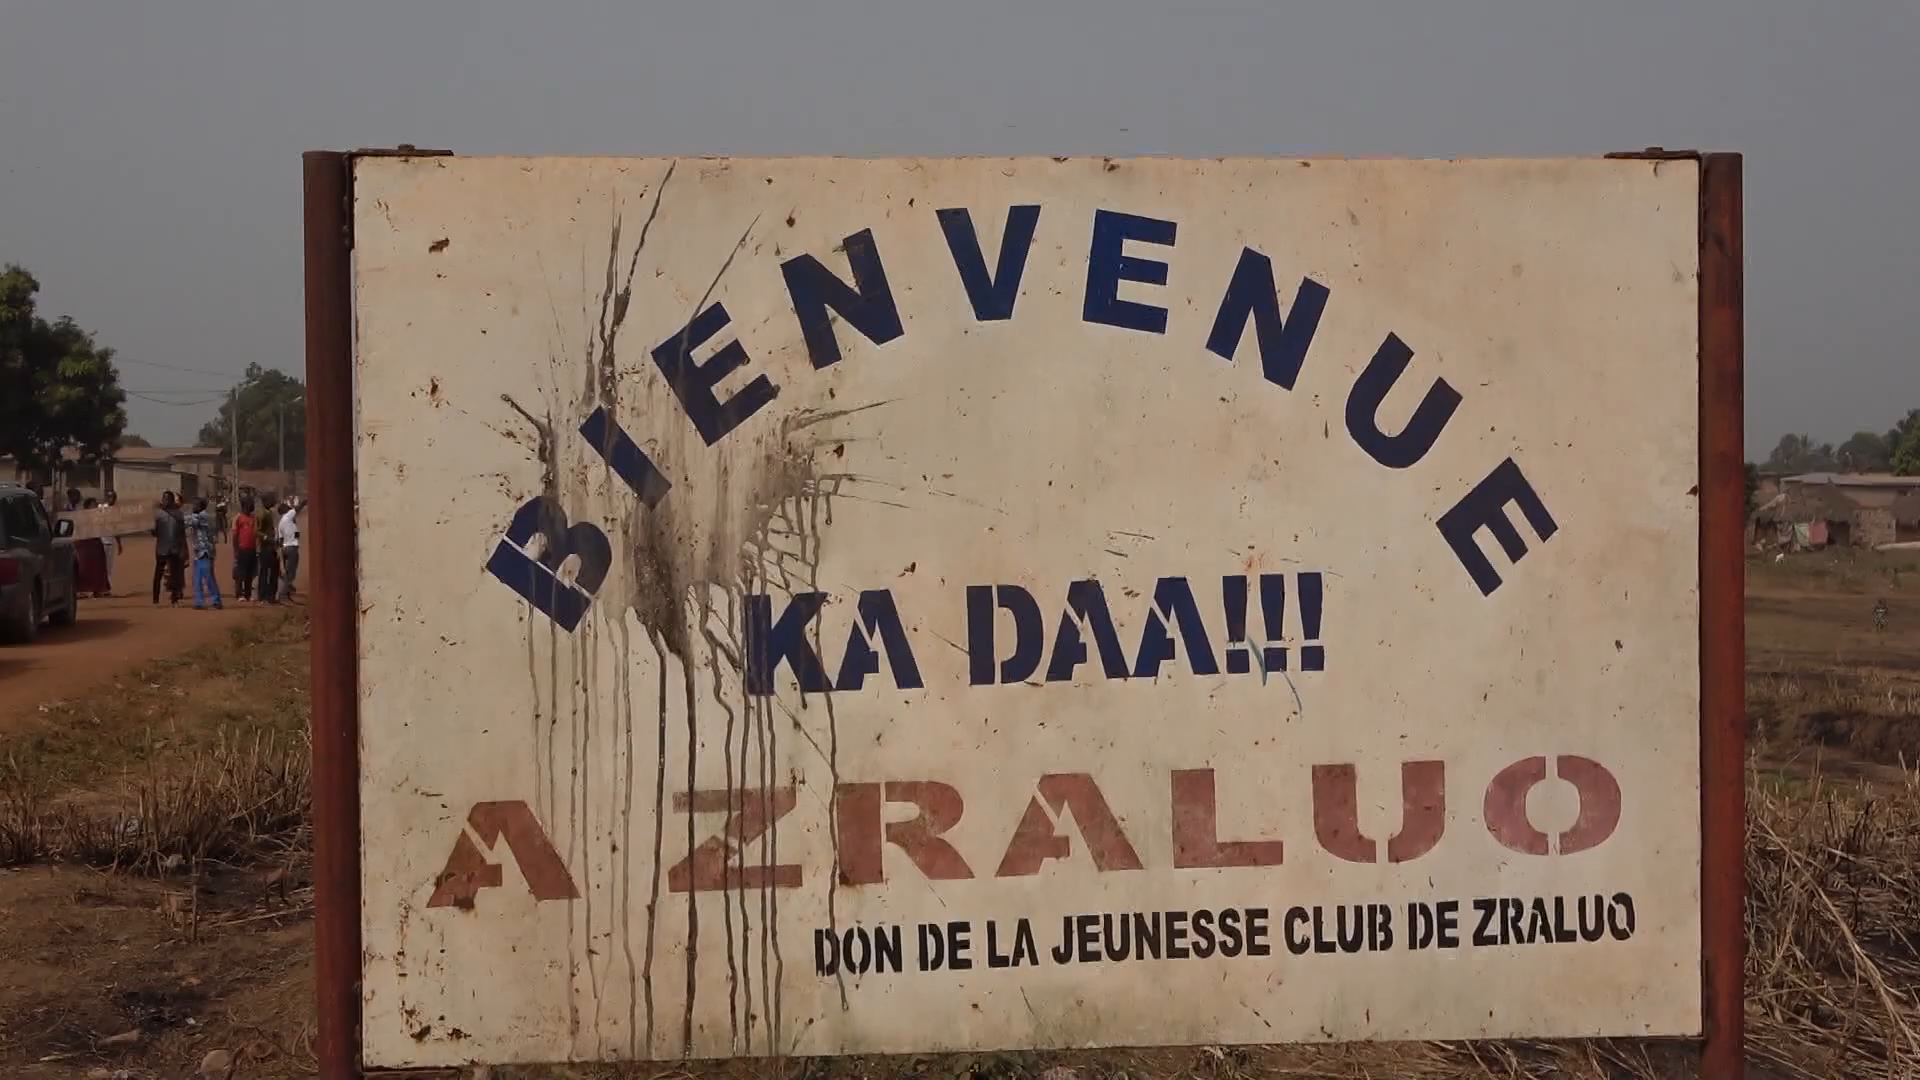 BIENVENUE
KA DAA!!!
A ZRALUO
DON DE LA JEUNESSE CLUB DE ZRALUO